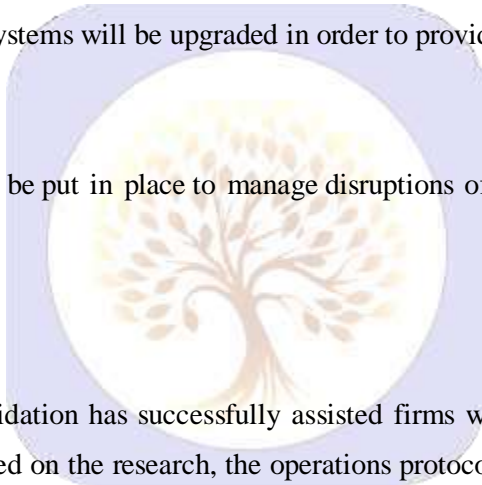 ystems will be upgraded in order to provid
be put in place to manage disruptions of
idation has successfully assisted firms w
ed on the research, the operations protoco